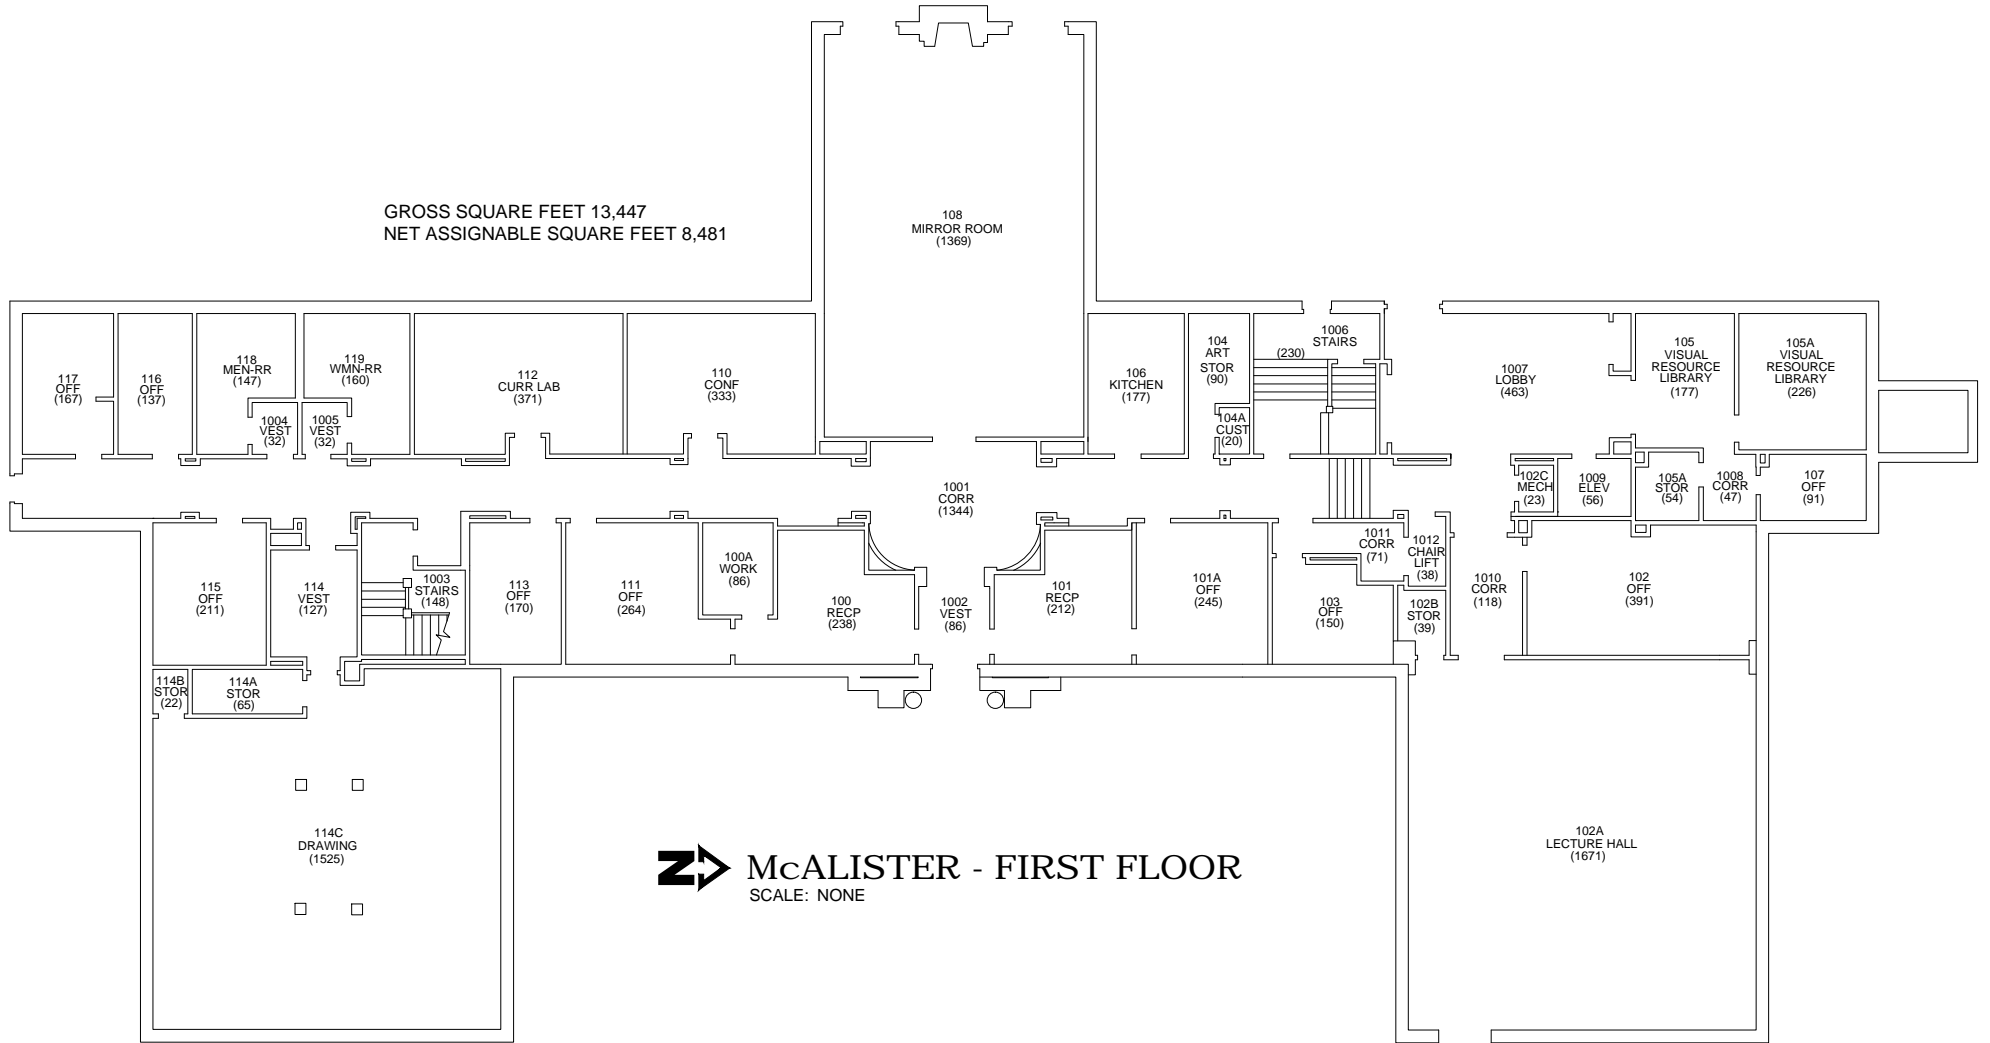 GROSS SQUARE FEET 13,447
NET ASSIGNABLE SQUARE FEET 8,481
108
MIRROR ROOM
(1369)
117
OFF
(167)
116
OFF
(137)
118
MEN-RR
(147)
119
WMN-RR
(160)
1004
VEST
(32)
1005
VEST
(32)
112
CURR LAB
(371)
110
CONF
(333)
106
KITCHEN
(177)
104
ART
STOR
(90)
104A
CUST
(20)
1006
STAIRS
(230)
1007
LOBBY
(463)
105
VISUAL
RESOURCE
LIBRARY
(177)
105A
VISUAL
RESOURCE
LIBRARY
(226)
1001
CORR
(1344)
102C
MECH
(23)
1009
ELEV
(56)
105A
STOR
(54)
1008
CORR
(47)
107
OFF
(91)
115
OFF
(211)
114
VEST
(127)
1003
STAIRS
(148)
113
OFF
(170)
111
OFF
(264)
100A
WORK
(86)
100
RECP
(238)
1002
VEST
(86)
101
RECP
(212)
101A
OFF
(245)
103
OFF
(150)
1011
CORR
(71)
1012
CHAIR
LIFT
(38)
102B
STOR
(39)
1010
CORR
(118)
102
OFF
(391)
114B
STOR
(22)
114A
STOR
(65)
114C
DRAWING
(1525)
102A
LECTURE HALL
(1671)
N
McALISTER - FIRST FLOOR
SCALE: NONE